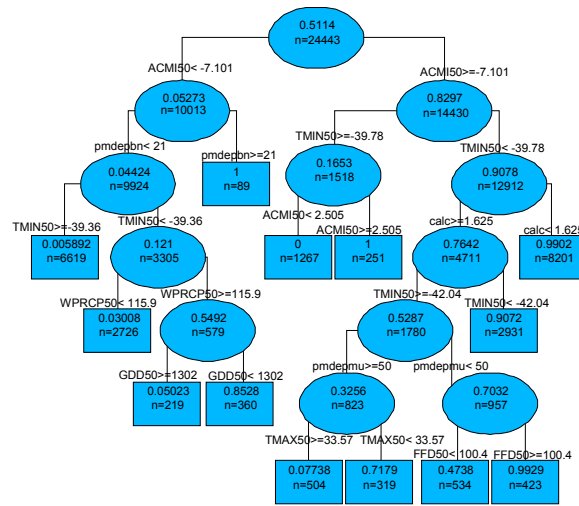 0.5114
n=24443
ACMI50< -7.101
ACMI50>=-7.101
0.05273
n=10013
0.8297
n=14430
pmdepbn< 21
pmdepbn>=21
TMIN50>=-39.78
TMIN50< -39.78
0.04424
n=9924
1
n=89
0.1653
n=1518
0.9078
n=12912
TMIN50>=-39.36
TMIN50< -39.36
ACMI50< 2.505
ACMI50>=2.505
calc>=1.625
calc< 1.625
0.005892
n=6619
0.121
n=3305
0
n=1267
1
n=251
0.7642
n=4711
0.9902
n=8201
WPRCP50< 115.9
WPRCP50>=115.9
TMIN50>=-42.04
TMIN50< -42.04
0.03008
n=2726
0.5492
n=579
0.5287
n=1780
0.9072
n=2931
GDD50>=1302
GDD50< 1302
pmdepmu>=50
pmdepmu< 50
0.05023
n=219
0.8528
n=360
0.3256
n=823
0.7032
n=957
TMAX50>=33.57
TMAX50< 33.57
FFD50< 100.4
FFD50>=100.4
0.07738
n=504
0.7179
n=319
0.4738
n=534
0.9929
n=423